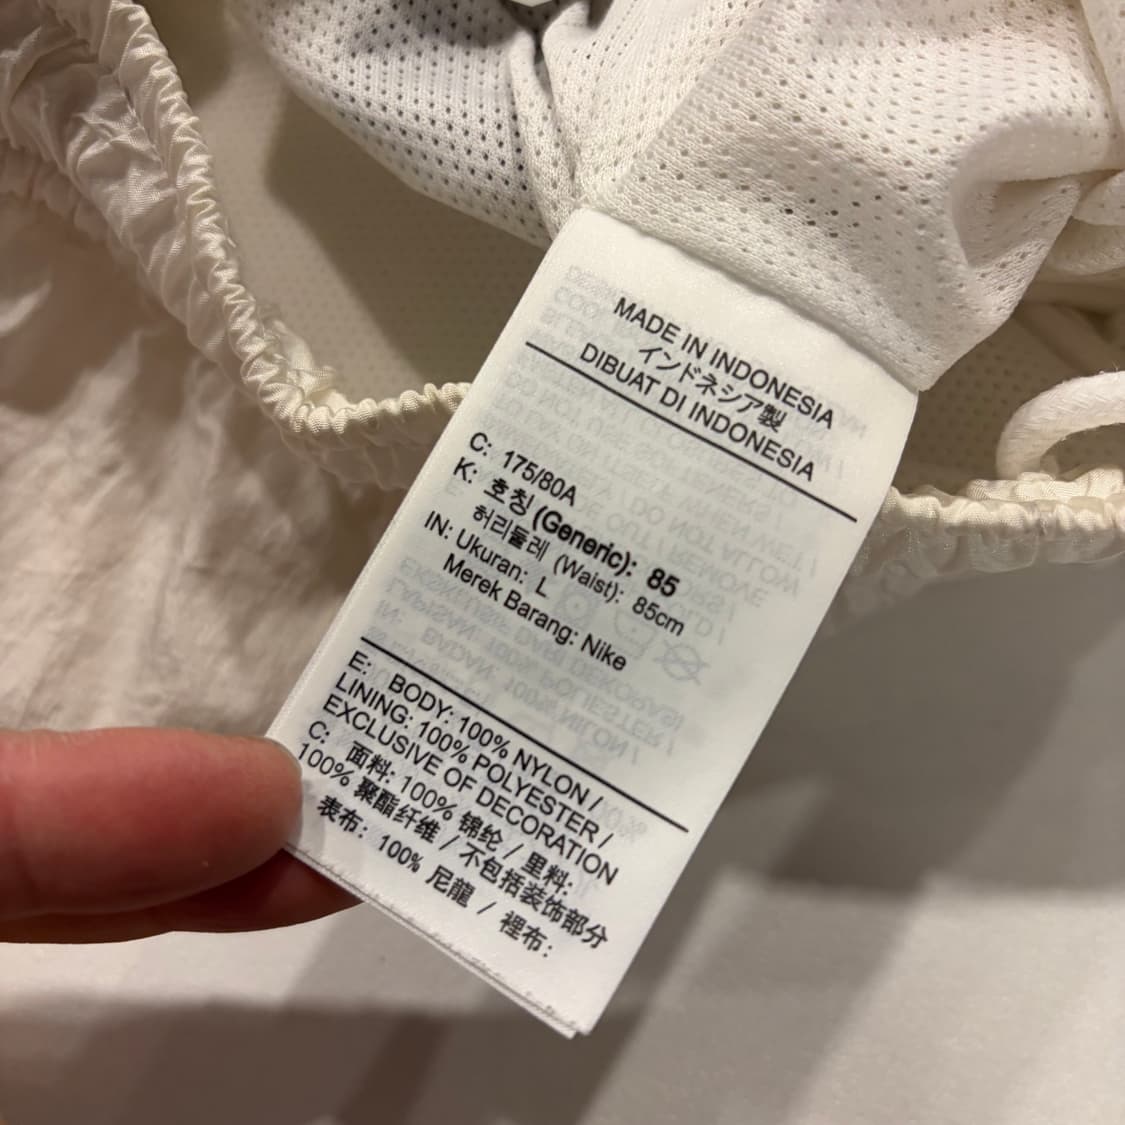 MADE IN INDONESIA
インドネシア製
DIBUAT DI INDONESIA
C: 175/80A
K: 호칭(Generic): 85
허리둘레 (Waist): 85cm
IN: Ukuran: L
Merek Barang: Nike
E: BODY: 100% NYLON /
LINING: 100% POLYESTER /
EXCLUSIVE OF DECORATION
C: 面料: 100% 锦纶 / 里料:
100% 聚酯纤维 / 不包括装饰部分
表布: 100% 尼龍 / 裡布: